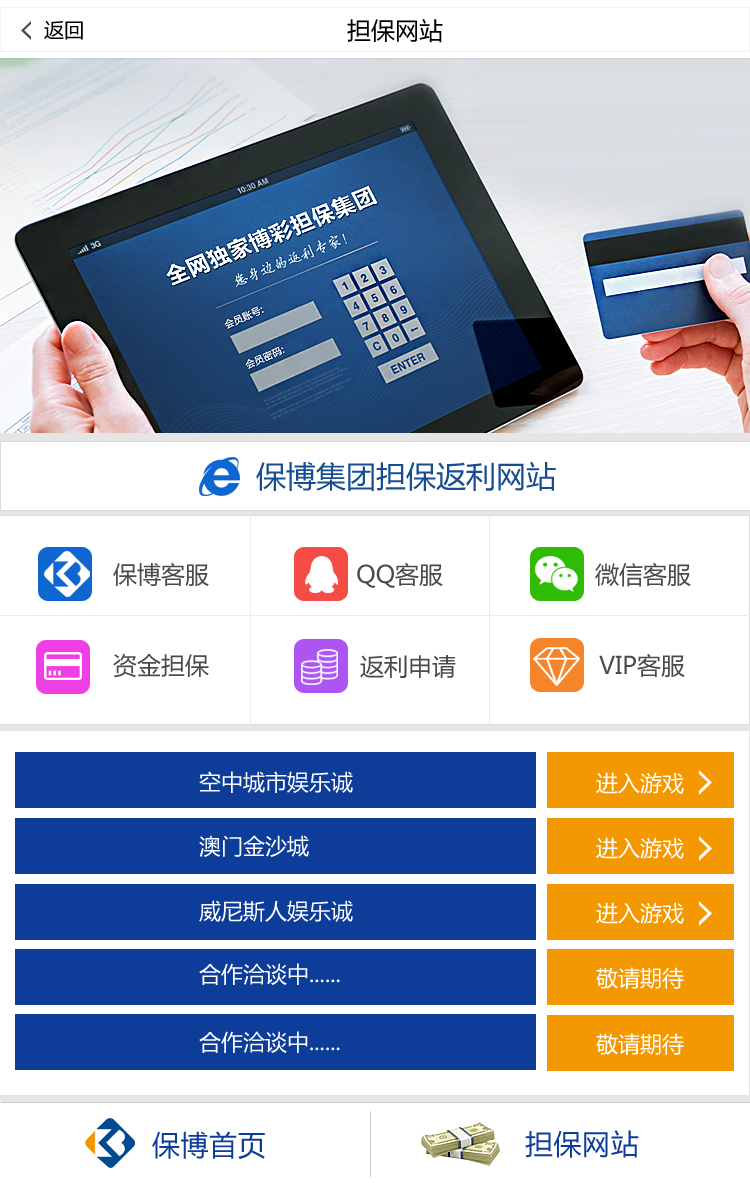 返回
担保网站
3G
10:30 AM
全网独家博彩担保集团
您身边的返利专家！
会员账号:
会员密码:
1 2 3
4 5 6
7 8 9
C 0
ENTER
保博集团担保返利网站
保博客服
QQ客服
微信客服
资金担保
返利申请
VIP客服
空中城市娱乐诚
进入游戏
澳门金沙城
进入游戏
威尼斯人娱乐诚
进入游戏
合作洽谈中......
敬请期待
合作洽谈中......
敬请期待
保博首页
担保网站